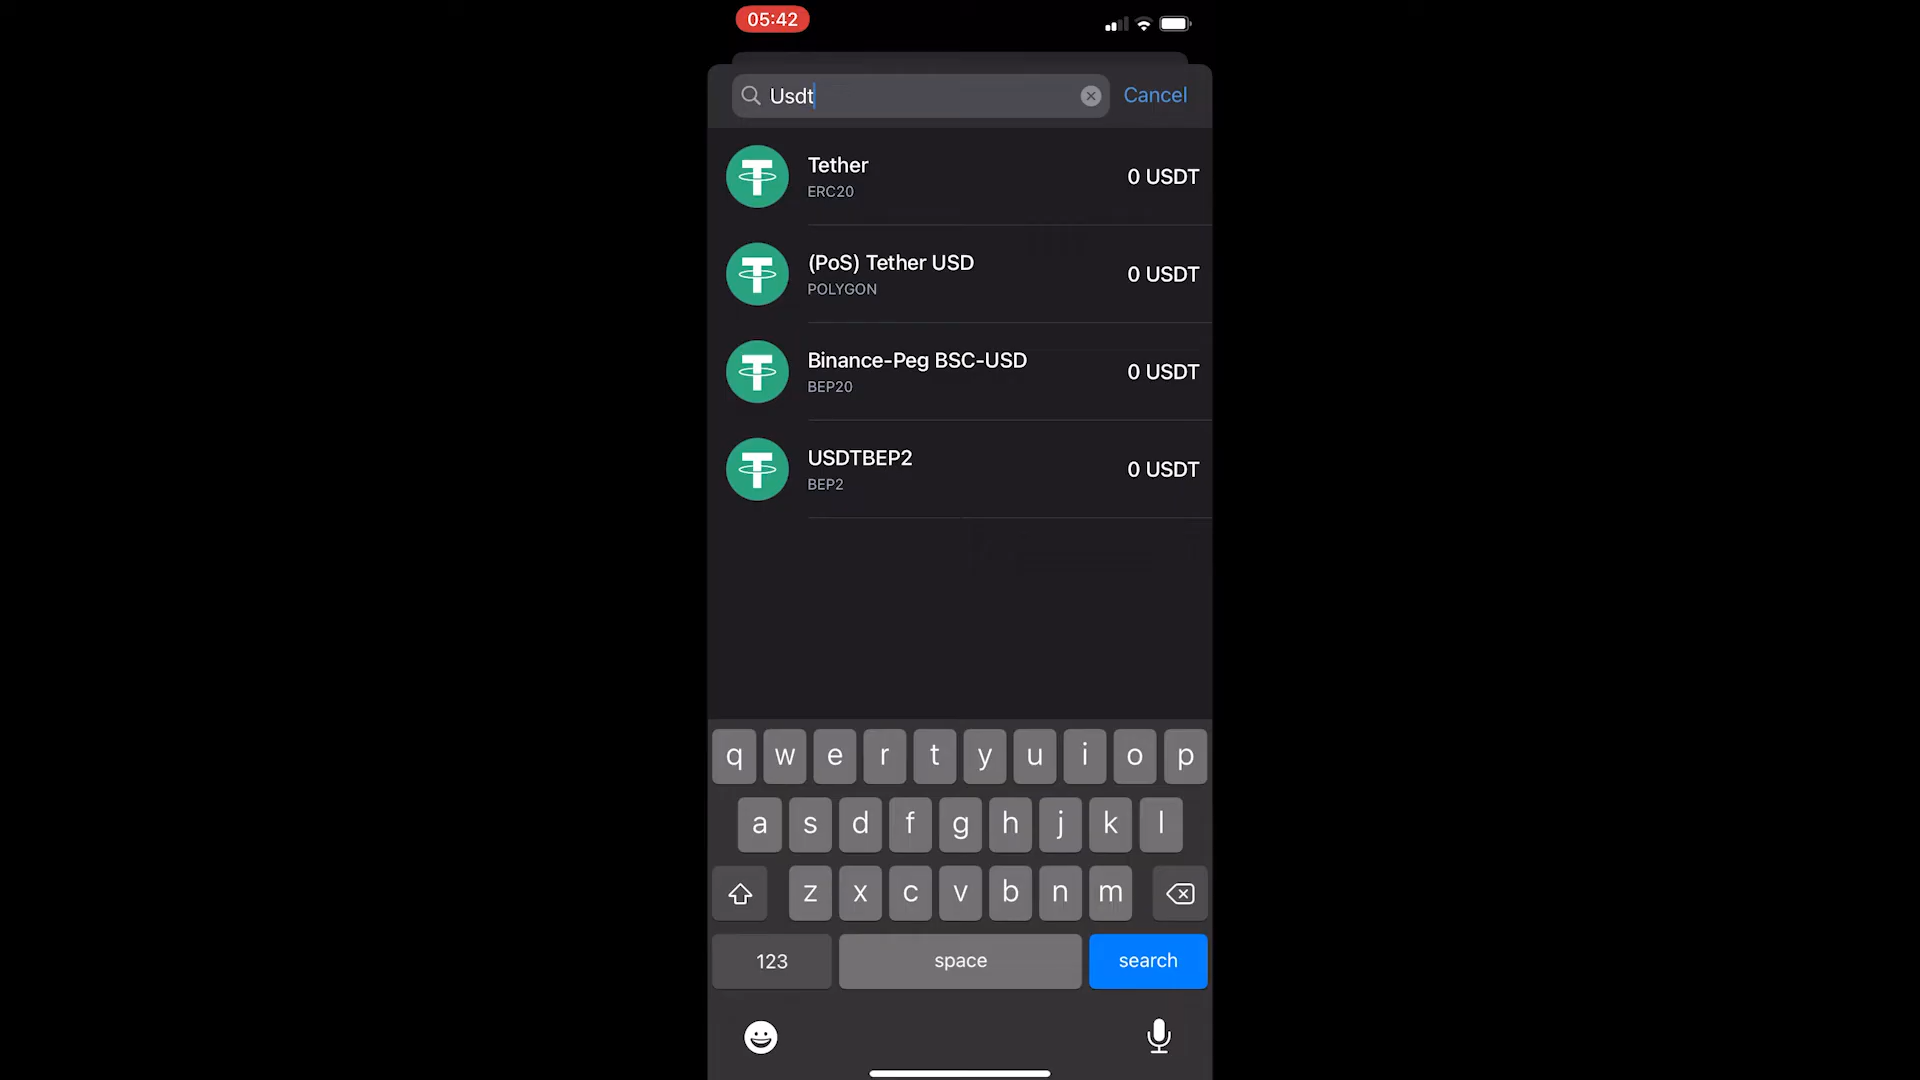 05:42
Usdt
Cancel
Tether
ERC20
0 USDT
(PoS) Tether USD
POLYGON
0 USDT
Binance-Peg BSC-USD
BEP20
0 USDT
USDTBEP2
BEP2
0 USDT
q w e r t y u i o p
a s d f g h j k l
z x c v b n m
123 space search